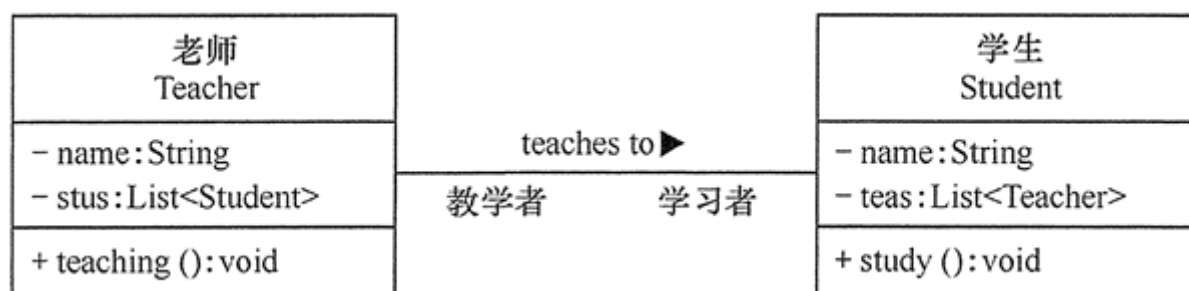 老师
Teacher
- name:String
- stus:List<Student>
+ teaching ():void
teaches to▶
教学者
学习者
学生
Student
- name:String
- teas:List<Teacher>
+ study ():void